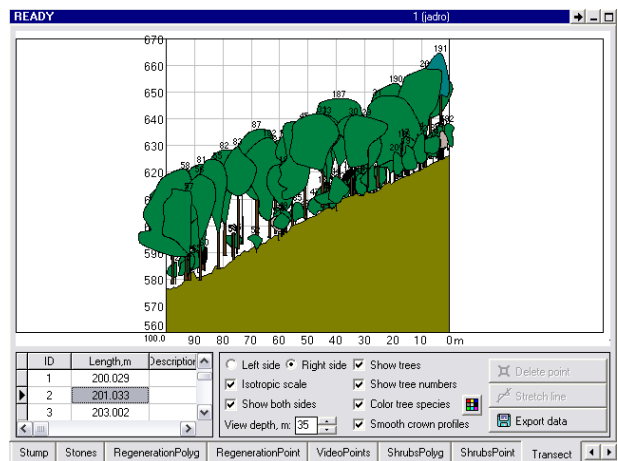 READY 1 (jadro)
670
191
660
20
190
650
187
640
87
82
630
620
58 81
57
610
600
590
580
570
560
100.0 90 80 70 60 50 40 30 20 10 0 m
ID Length,m Description
1 200.029
2 201.033
3 203.002
Left side Right side Show trees
Isotropic scale Show tree numbers
Show both sides Color tree species
View depth, m: 35 Smooth crown profiles
Delete point
Stretch line
Export data
Stump Stones RegenerationPolyg RegenerationPoint VideoPoints ShrubsPolyg ShrubsPoint Transect